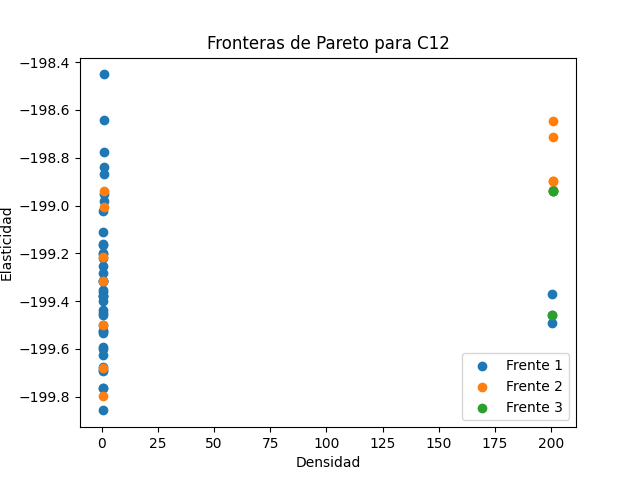 Fronteras de Pareto para C12
−198.4
−198.6
−198.8
−199.0
−199.2
−199.4
−199.6
−199.8
Elasticidad
Frente 1
Frente 2
Frente 3
0 25 50 75 100 125 150 175 200
Densidad